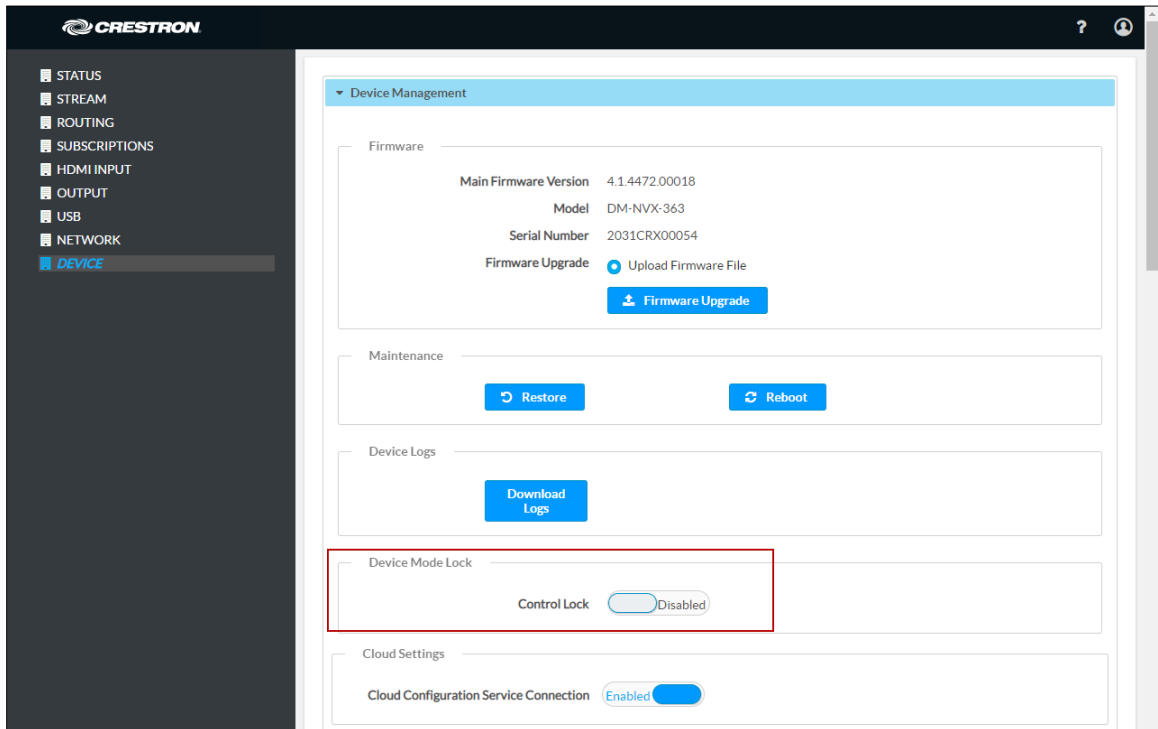 CRESTRON
?
STATUS
STREAM
ROUTING
SUBSCRIPTIONS
HDMI INPUT
OUTPUT
USB
NETWORK
DEVICE
Device Management
Firmware
Main Firmware Version 4.1.4472.00018
Model DM-NVX-363
Serial Number 2031CRX00054
Firmware Upgrade Upload Firmware File
Firmware Upgrade
Maintenance
Restore Reboot
Device Logs
Download
Logs
Device Mode Lock
Control Lock Disabled
Cloud Settings
Cloud Configuration Service Connection Enabled